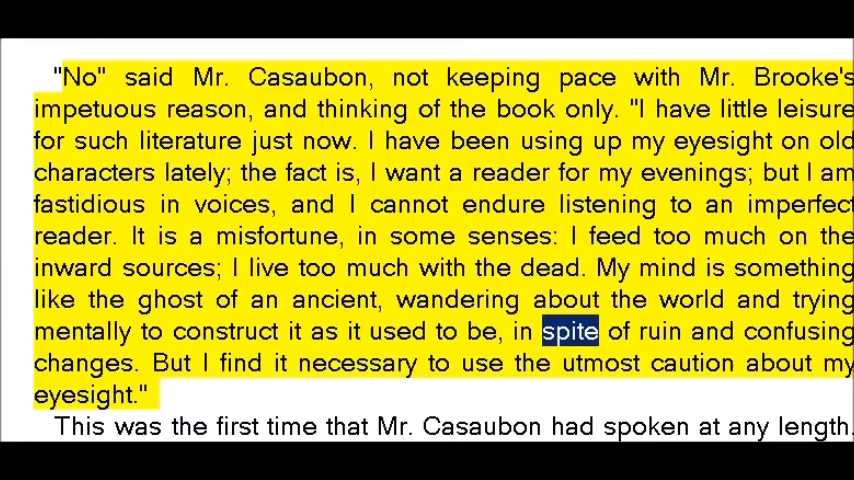 "No" said Mr. Casaubon, not keeping pace with Mr. Brooke's
impetuous reason, and thinking of the book only. "I have little leisure
for such literature just now. I have been using up my eyesight on old
characters lately; the fact is, I want a reader for my evenings; but I am
fastidious in voices, and I cannot endure listening to an imperfect
reader. It is a misfortune, in some senses: I feed too much on the
inward sources; I live too much with the dead. My mind is something
like the ghost of an ancient, wandering about the world and trying
mentally to construct it as it used to be, in spite of ruin and confusing
changes. But I find it necessary to use the utmost caution about my
eyesight."
This was the first time that Mr. Casaubon had spoken at any length.